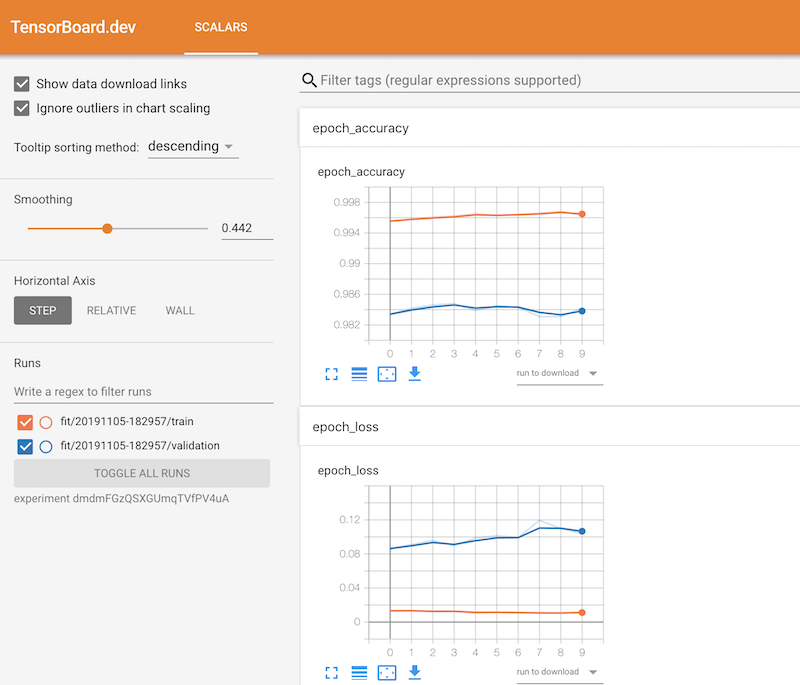 TensorBoard.dev SCALARS
Show data download links
Ignore outliers in chart scaling
Tooltip sorting method: descending
Smoothing
0.442
Horizontal Axis
STEP RELATIVE WALL
Runs
Write a regex to filter runs
fit/20191105-182957/train
fit/20191105-182957/validation
TOGGLE ALL RUNS
experiment dmdmFGzQSXGUmqTVfPV4uA
Filter tags (regular expressions supported)
epoch_accuracy
epoch_accuracy
0.998
0.994
0.99
0.986
0.982
0 1 2 3 4 5 6 7 8 9
run to download
epoch_loss
epoch_loss
0.12
0.08
0.04
0
0 1 2 3 4 5 6 7 8 9
run to download